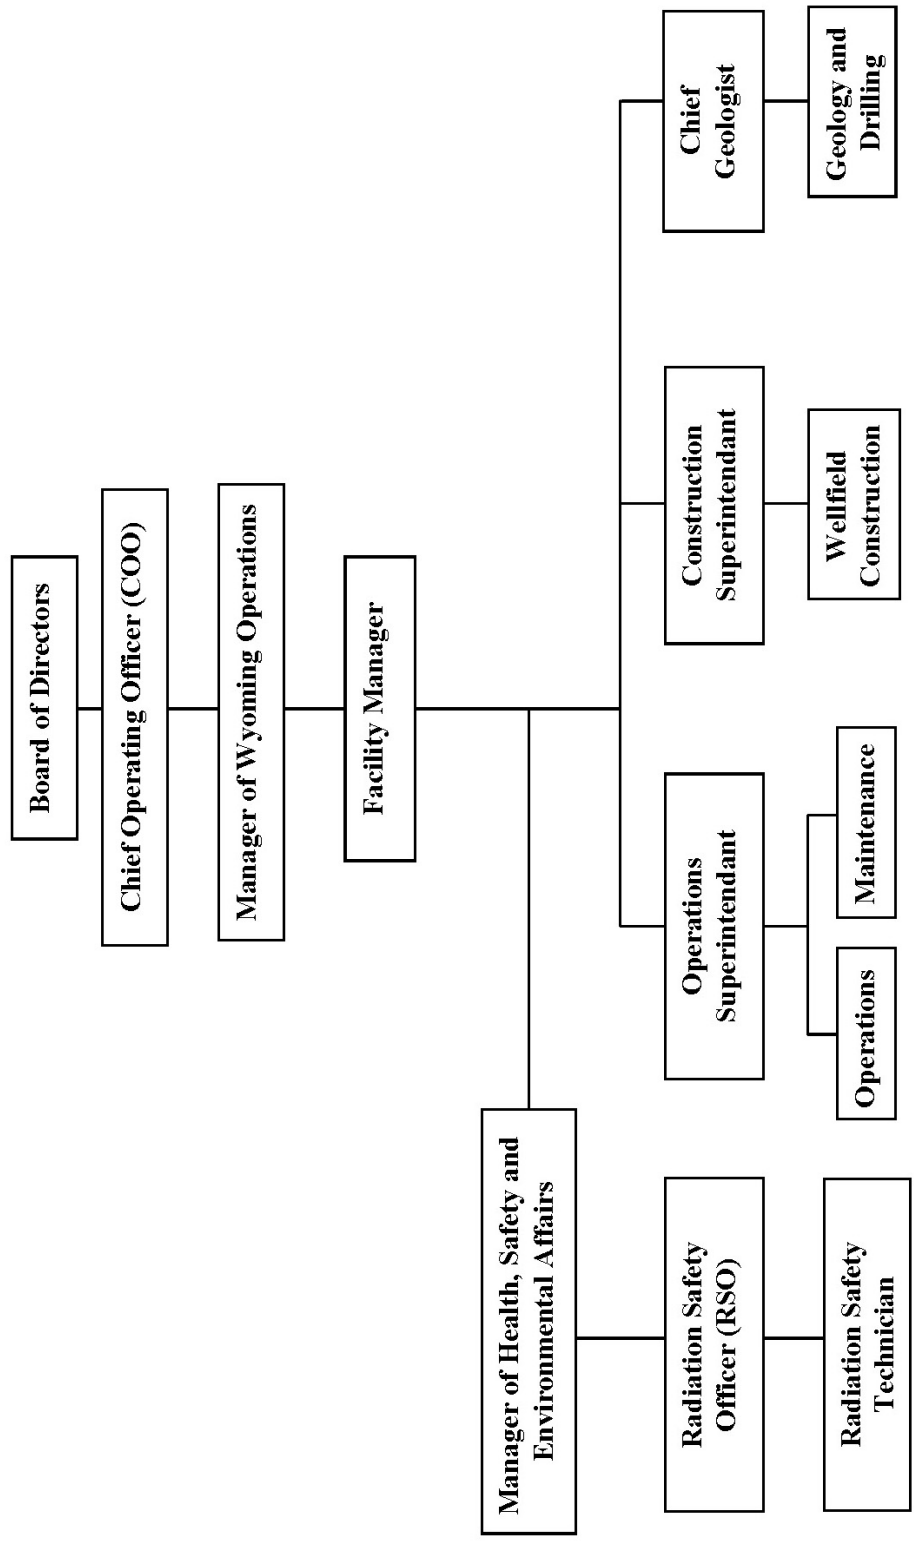 Board of Directors
Chief Operating Officer (COO)
Manager of Wyoming Operations
Facility Manager
Manager of Health, Safety and
Environmental Affairs
Radiation Safety
Officer (RSO)
Operations
Superintendant
Construction
Superintendant
Chief
Geologist
Radiation Safety
Technician
Operations
Maintenance
Wellfield
Construction
Geology and
Drilling